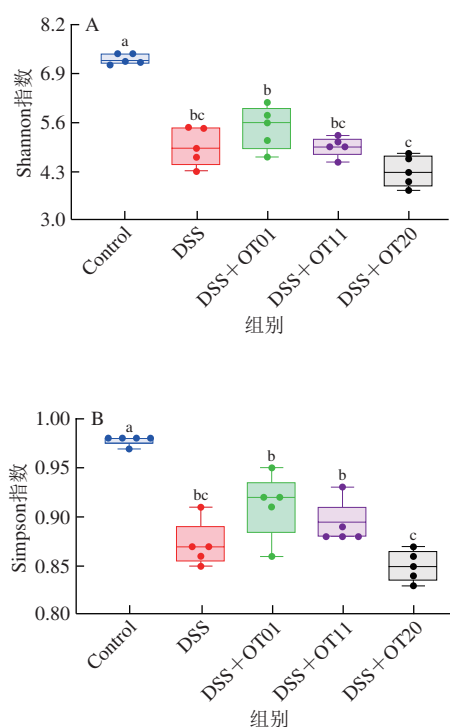 A
8.2
6.9
5.6
4.3
3.0
Shannon指数
a
bc
b
bc
c
Control
DSS
DSS+OT01
DSS+OT11
DSS+OT20
组别
B
1.00
0.95
0.90
0.85
0.80
Simpson指数
a
bc
b
b
c
Control
DSS
DSS+OT01
DSS+OT11
DSS+OT20
组别